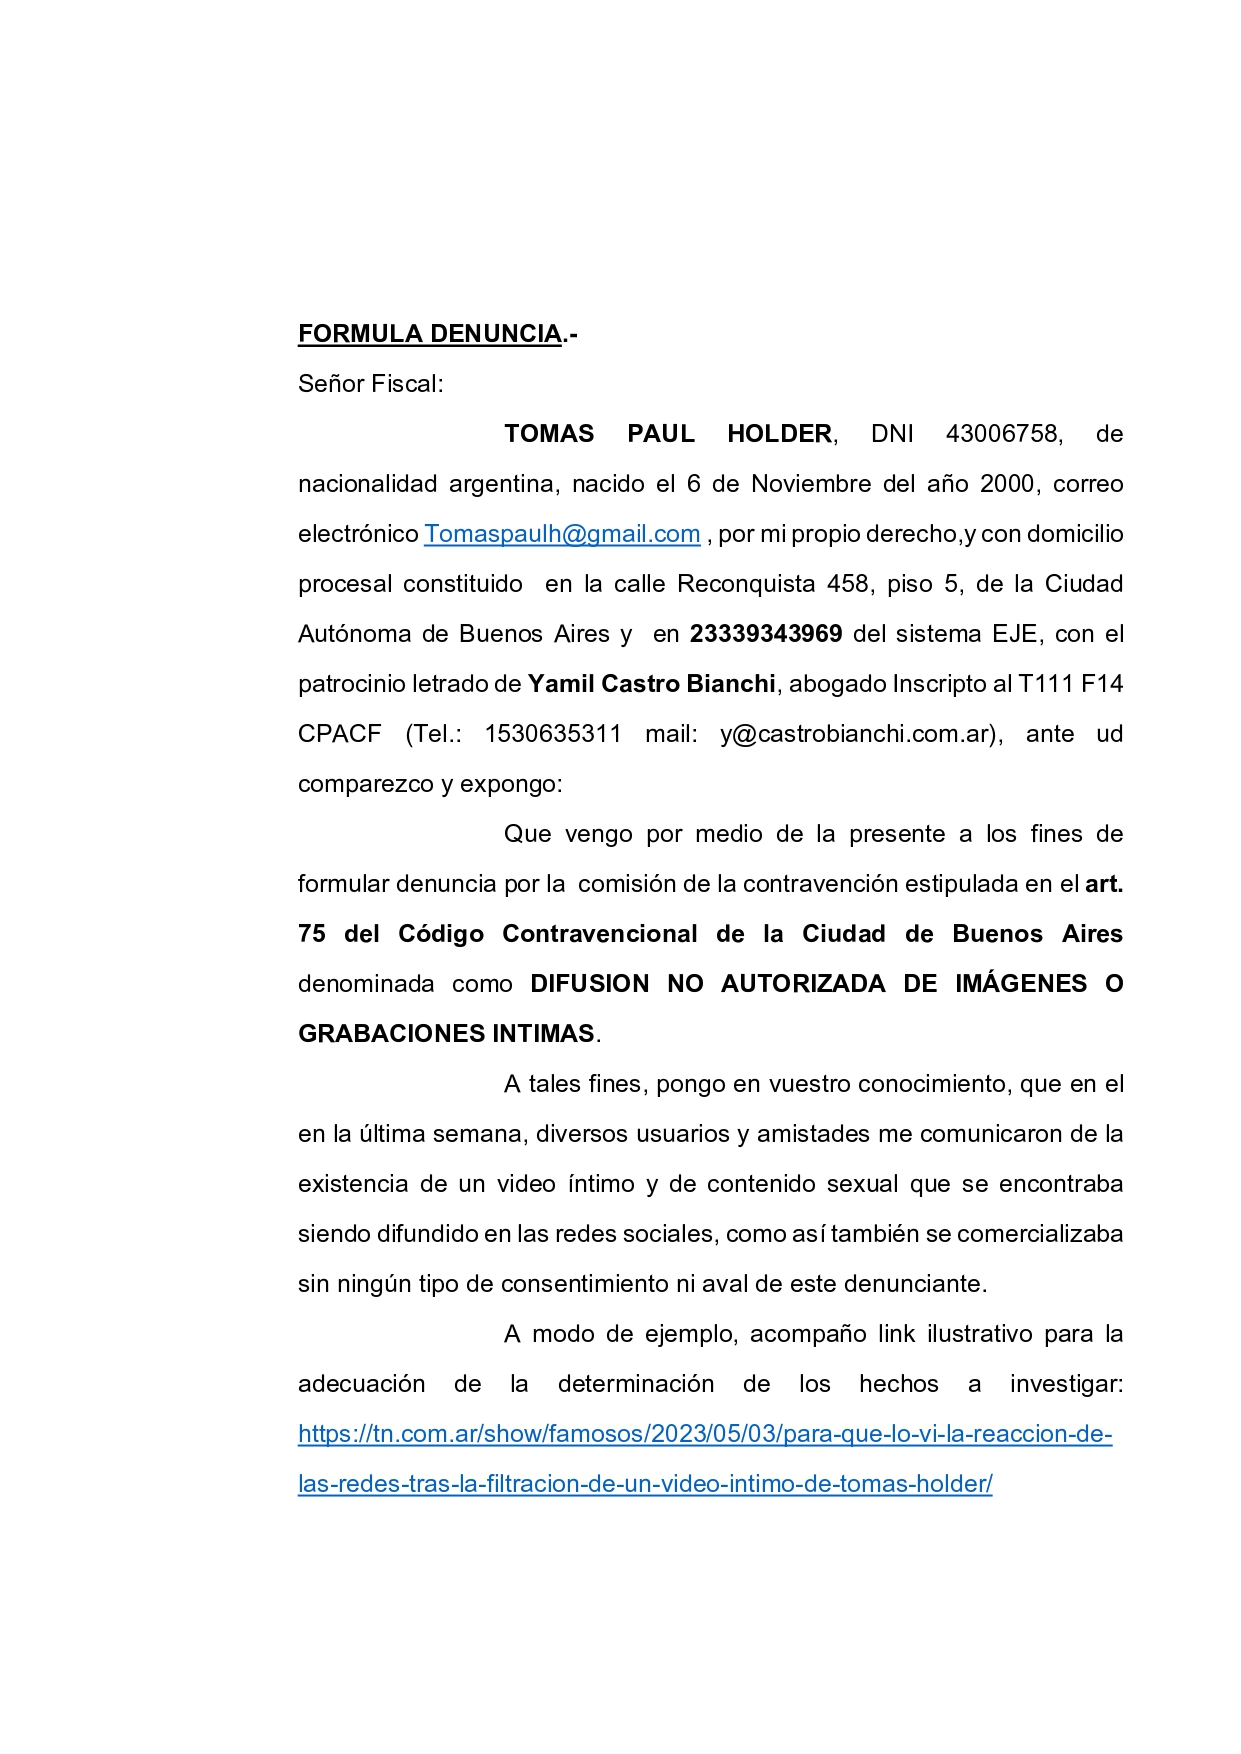 FORMULA DENUNCIA.-
Señor Fiscal:
TOMAS PAUL HOLDER, DNI 43006758, de
nacionalidad argentina, nacido el 6 de Noviembre del año 2000, correo
electrónico Tomaspaulh@gmail.com , por mi propio derecho,y con domicilio
procesal constituido en la calle Reconquista 458, piso 5, de la Ciudad
Autónoma de Buenos Aires y en 23339343969 del sistema EJE, con el
patrocinio letrado de Yamil Castro Bianchi, abogado Inscripto al T111 F14
CPACF (Tel.: 1530635311 mail: y@castrobianchi.com.ar), ante ud
comparezco y expongo:
Que vengo por medio de la presente a los fines de
formular denuncia por la comisión de la contravención estipulada en el art.
75 del Código Contravencional de la Ciudad de Buenos Aires
denominada como DIFUSION NO AUTORIZADA DE IMÁGENES O
GRABACIONES INTIMAS.
A tales fines, pongo en vuestro conocimiento, que en el
en la última semana, diversos usuarios y amistades me comunicaron de la
existencia de un video íntimo y de contenido sexual que se encontraba
siendo difundido en las redes sociales, como así también se comercializaba
sin ningún tipo de consentimiento ni aval de este denunciante.
A modo de ejemplo, acompaño link ilustrativo para la
adecuación de la determinación de los hechos a investigar:
https://tn.com.ar/show/famosos/2023/05/03/para-que-lo-vi-la-reaccion-de-
las-redes-tras-la-filtracion-de-un-video-intimo-de-tomas-holder/